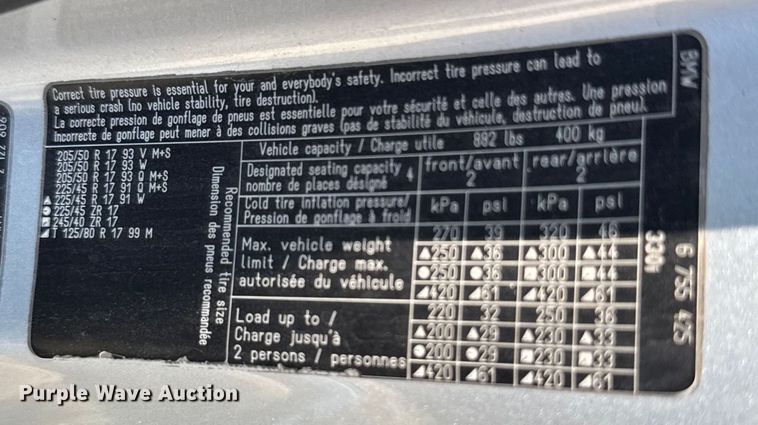 Correct tire pressure is essential for your and everybody's safety. Incorrect tire pressure can lead to
a serious crash (no vehicle stability, tire destruction).
La correcte pression de gonflage de pneus est essentielle pour votre sécurité et celle des autres. Une pression
incorrecte de gonflage peut mener à des collisions graves (pas de stabilité du véhicule, destruction de pneu).
BMW
205/50 R 17 93 V M+S
205/50 R 17 93 W
205/50 R 17 93 Q M+S
225/45 R 17 91 Q M+S
▲ 225/45 R 17 91 W
225/45 ZR 17
245/40 ZR 17
◢ T 125/80 R 17 99 M
Recommended tire size
Dimension des pneus recommandée
Vehicle capacity / Charge utile 882 lbs 400 kg
Designated seating capacity 4 front/avant rear/arrière
nombre de places désigné 2 2
Cold tire inflation pressure/ kPa psi kPa psi
Pression de gonflage à froid
270 39 320 46
Max. vehicle weight ▲250 ▲36 ▲300 ▲44
limit / Charge max. ●250 ●36 300 44
autorisée du véhicule ◢420 ◢61 ◢420 ◢61
Load up to / 220 32 250 36
Charge jusqu'à ▲200 ▲29 ▲230 ▲33
2 persons / personnes ●200 ●29 230 33
◢420 ◢61 ◢420 ◢61
330i
6 755 425
2 122 606
Purple Wave Auction